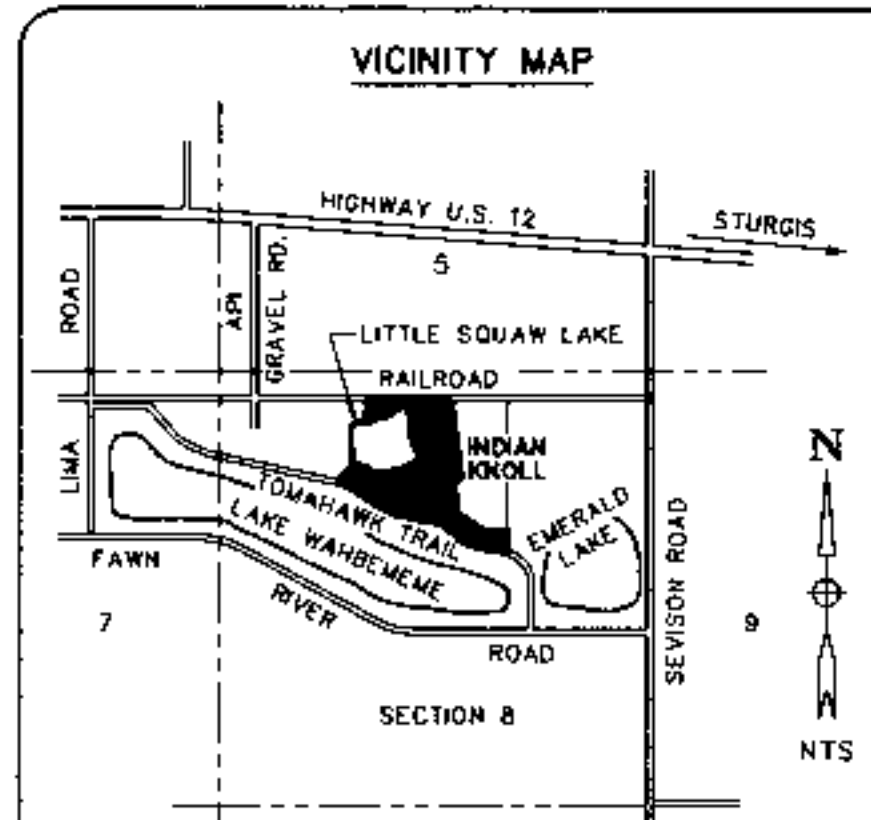 VICINITY MAP
HIGHWAY U.S. 12
STURGIS
5
ROAD
API
GRAVEL RD.
LITTLE SQUAW LAKE
RAILROAD
LIMA
INDIAN
KNOLL
N
TOMAHAWK TRAIL
LAKE WAHBEMEME
EMERALD
LAKE
FAWN
RIVER
ROAD
SEVISON ROAD
7
9
SECTION 8
NTS